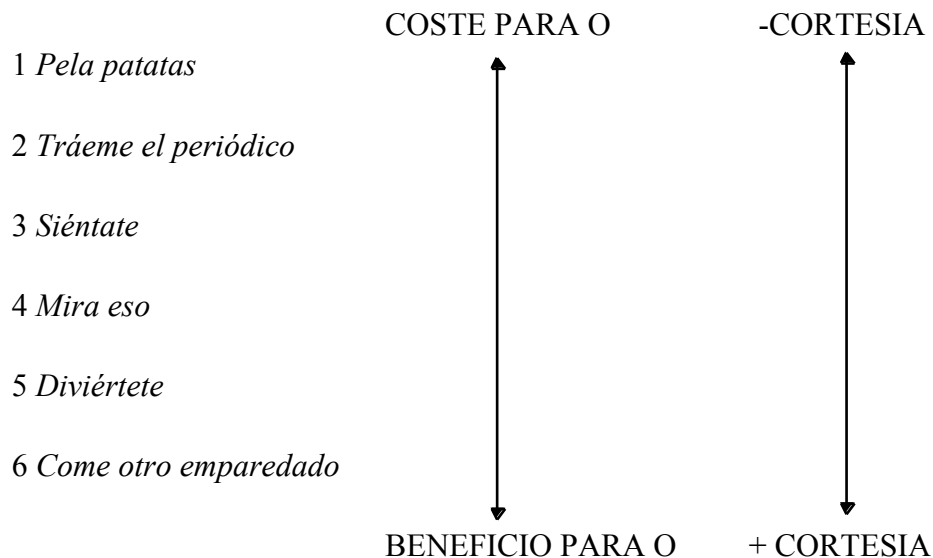 COSTE PARA O -CORTESIA
1 Pela patatas
2 Tráeme el periódico
3 Siéntate
4 Mira eso
5 Diviértete
6 Come otro emparedado
BENEFICIO PARA O + CORTESIA